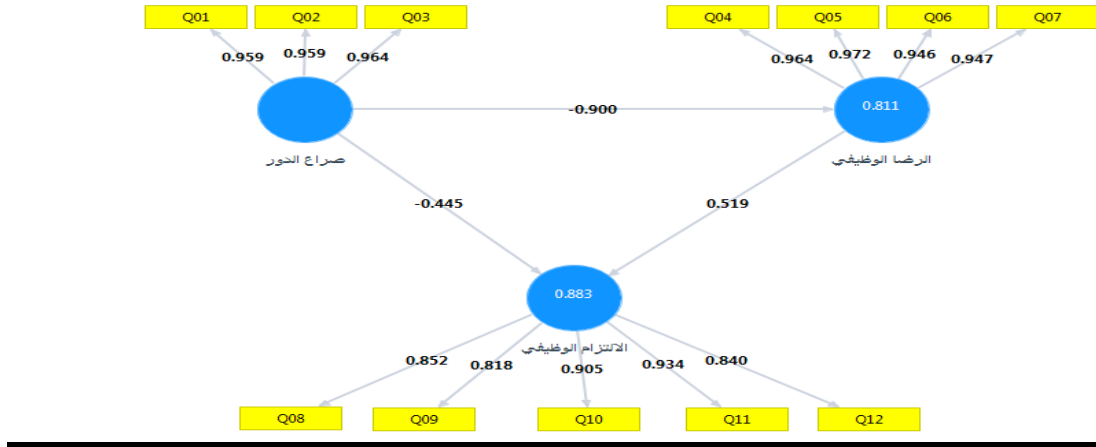 Q01 Q02 Q03 Q04 Q05 Q06 Q07
0.959 0.959 0.964 0.964 0.972 0.946 0.947
-0.900 0.811
صراع الدور الرضا الوظيفي
-0.445 0.519
0.883
الالتزام الوظيفي
0.852 0.818 0.905 0.934 0.840
Q08 Q09 Q10 Q11 Q12